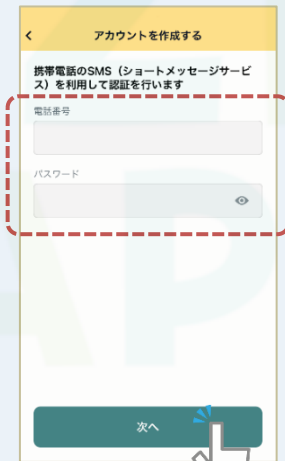 アカウントを作成する
携帯電話のSMS（ショートメッセージサービ
ス）を利用して認証を行います
電話番号
パスワード
次へ